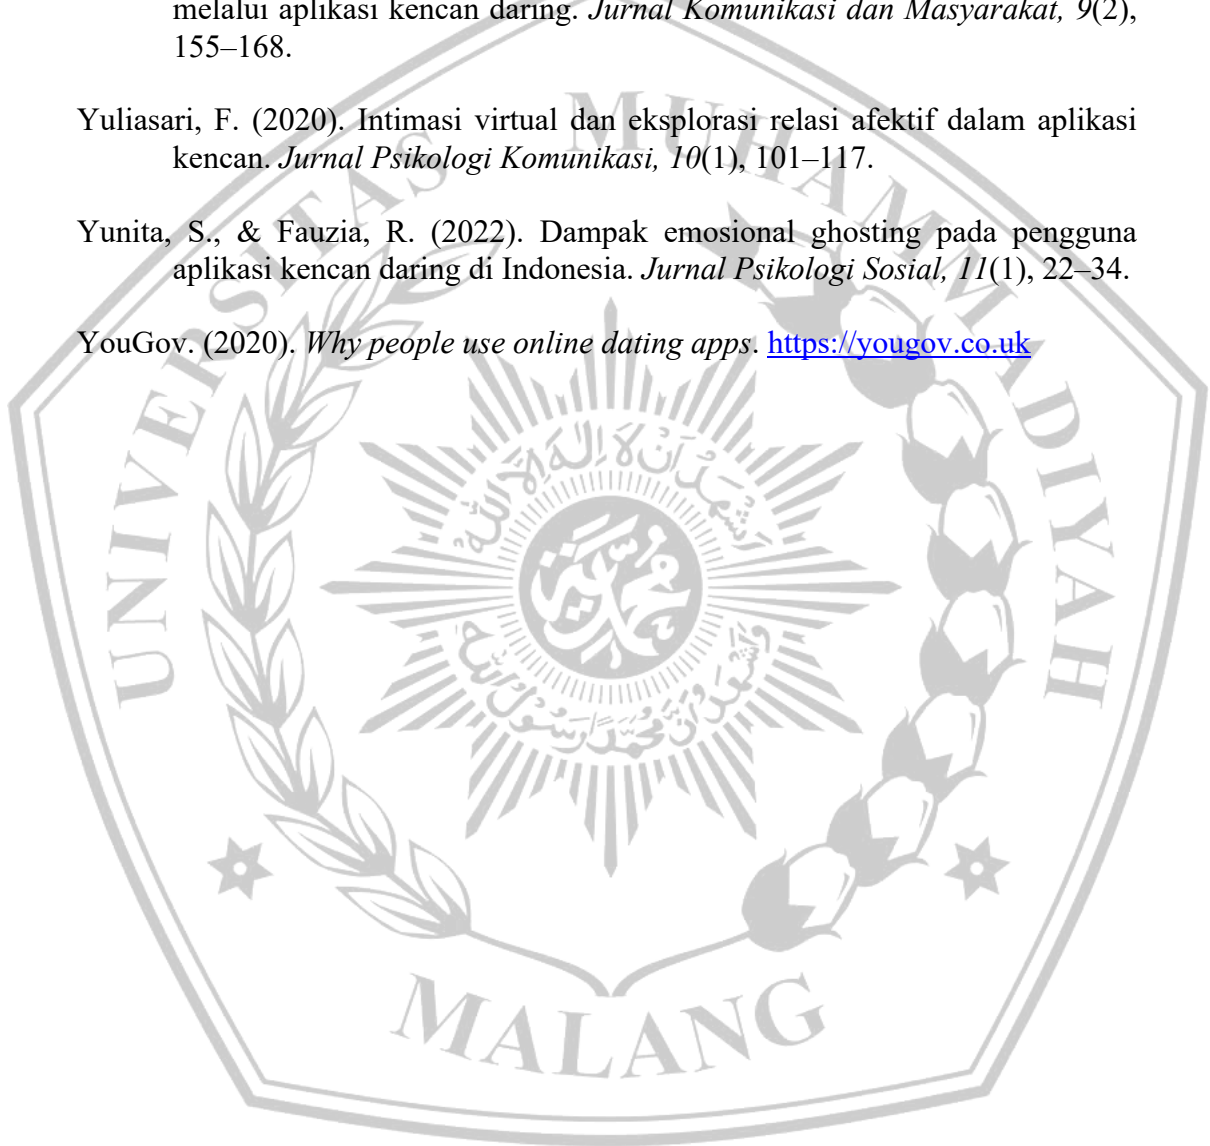 melalui aplikasi kencan daring. Jurnal Komunikasi dan Masyarakat, 9(2),
155–168.
Yuliasari, F. (2020). Intimasi virtual dan eksplorasi relasi afektif dalam aplikasi
kencan. Jurnal Psikologi Komunikasi, 10(1), 101–117.
Yunita, S., & Fauzia, R. (2022). Dampak emosional ghosting pada pengguna
aplikasi kencan daring di Indonesia. Jurnal Psikologi Sosial, 11(1), 22–34.
YouGov. (2020). Why people use online dating apps. https://yougov.co.uk
UNIVERSITAS MUHAMMADIYAH
MALANG